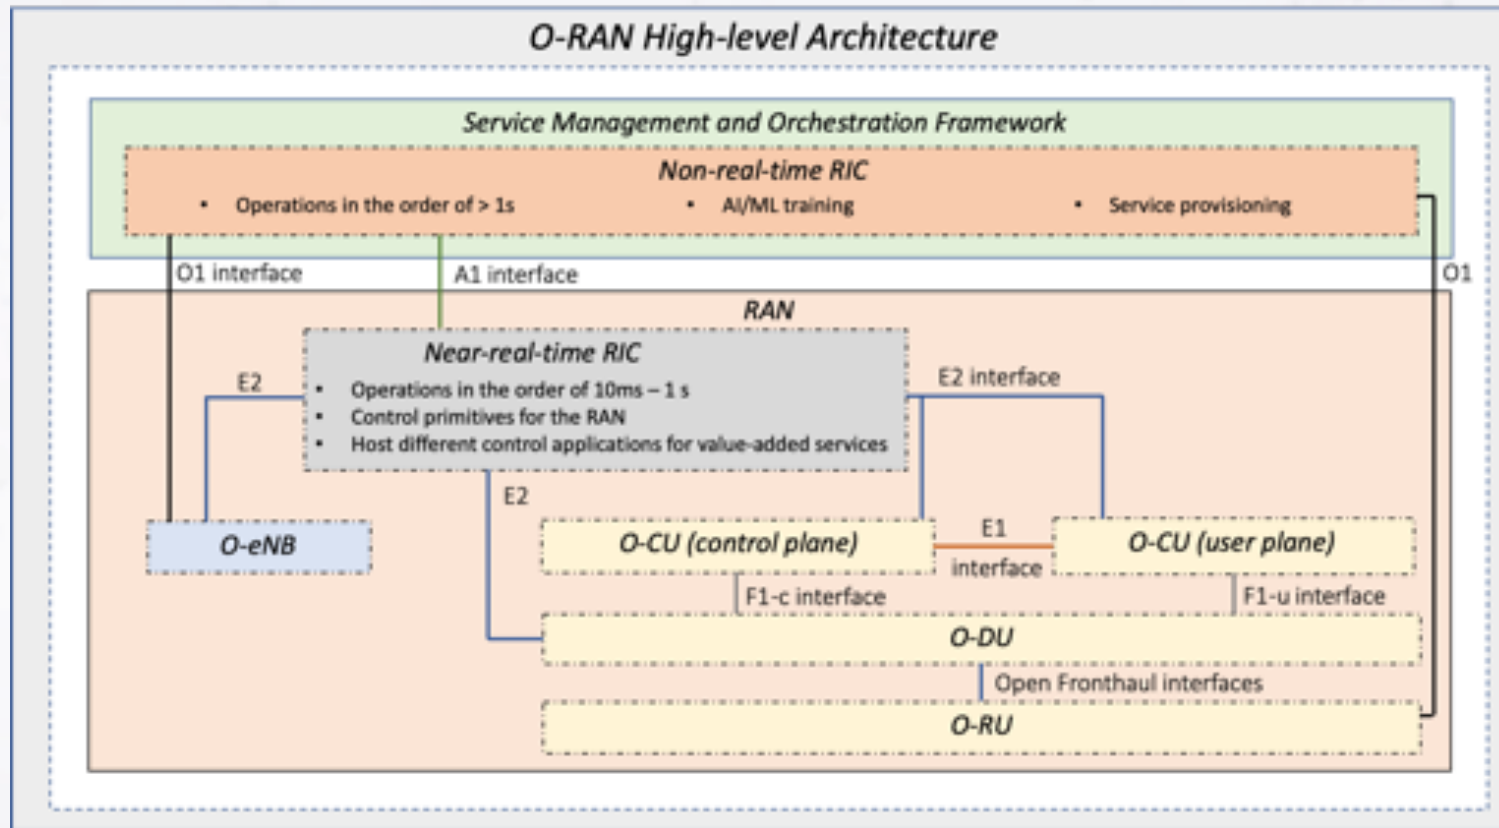 O-RAN High-level Architecture
Service Management and Orchestration Framework
Non-real-time RIC
▪ Operations in the order of > 1s
▪ AI/ML training
▪ Service provisioning
O1 interface
A1 interface
O1
RAN
Near-real-time RIC
▪ Operations in the order of 10ms – 1 s
▪ Control primitives for the RAN
▪ Host different control applications for value-added services
E2
E2 interface
E2
O-eNB
O-CU (control plane)
E1
interface
O-CU (user plane)
F1-c interface
F1-u interface
O-DU
Open Fronthaul interfaces
O-RU